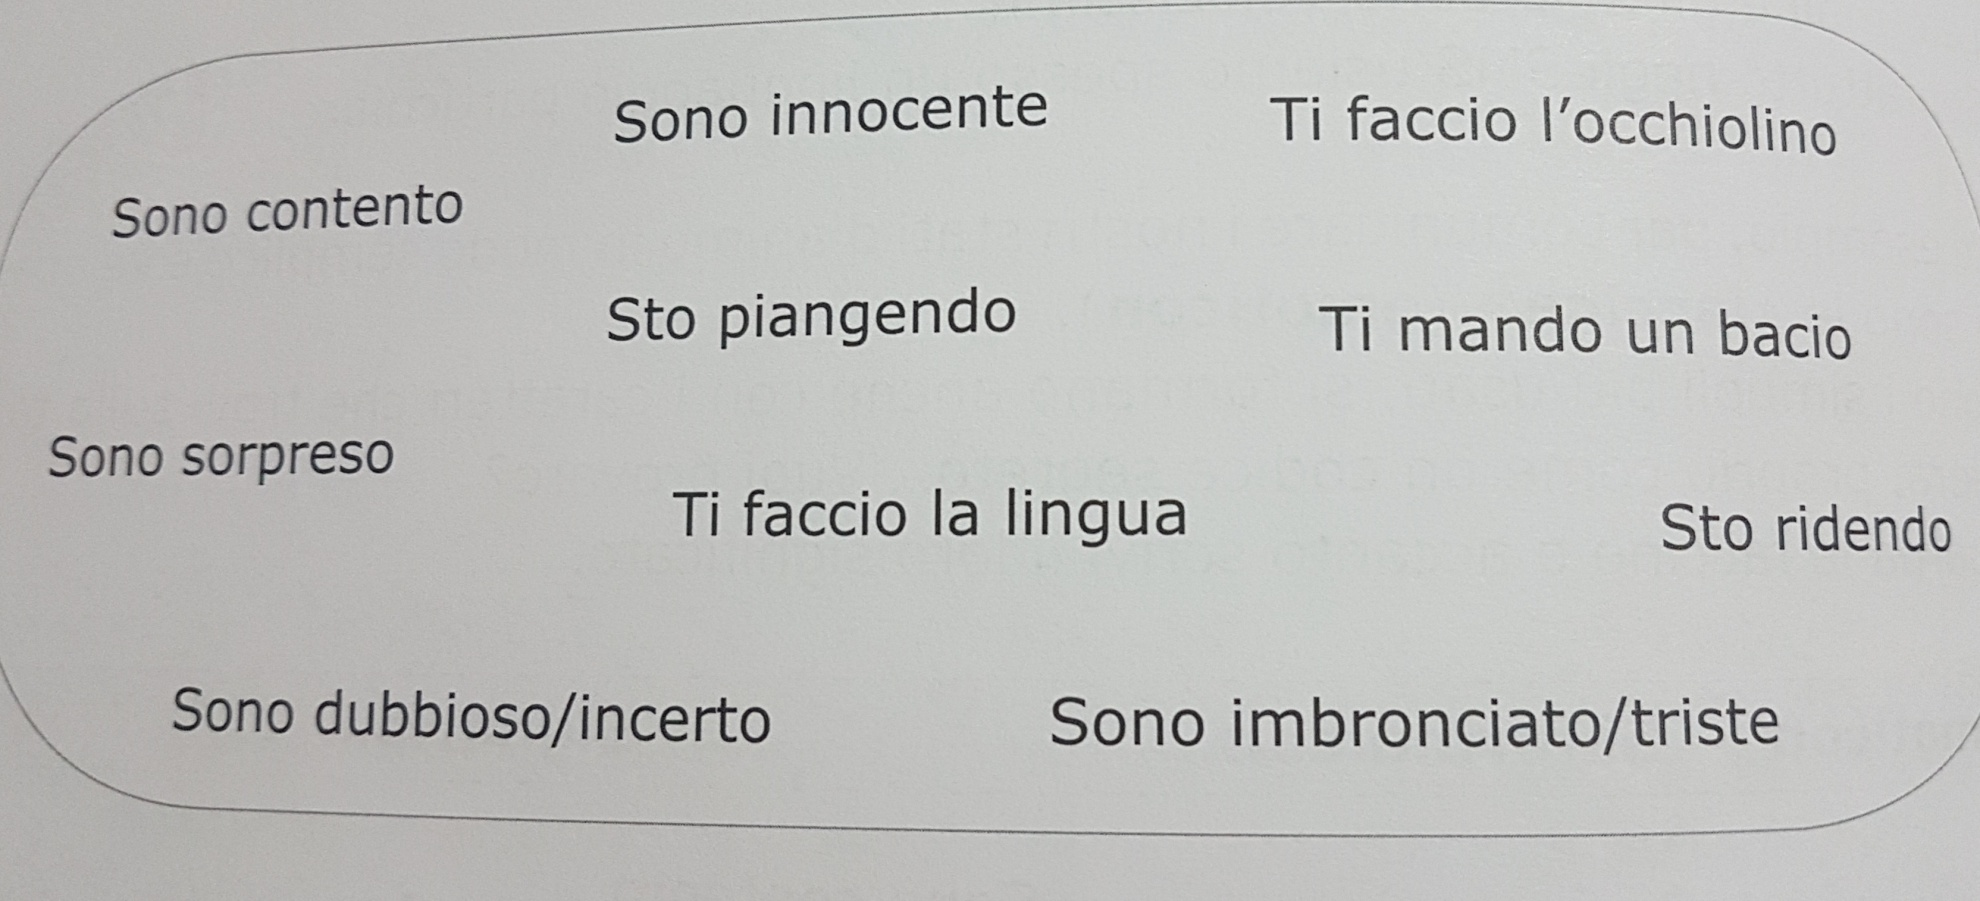 Sono innocente
Ti faccio l'occhiolino
Sono contento
Sto piangendo
Ti mando un bacio
Sono sorpreso
Ti faccio la lingua
Sto ridendo
Sono dubbioso/incerto
Sono imbronciato/triste